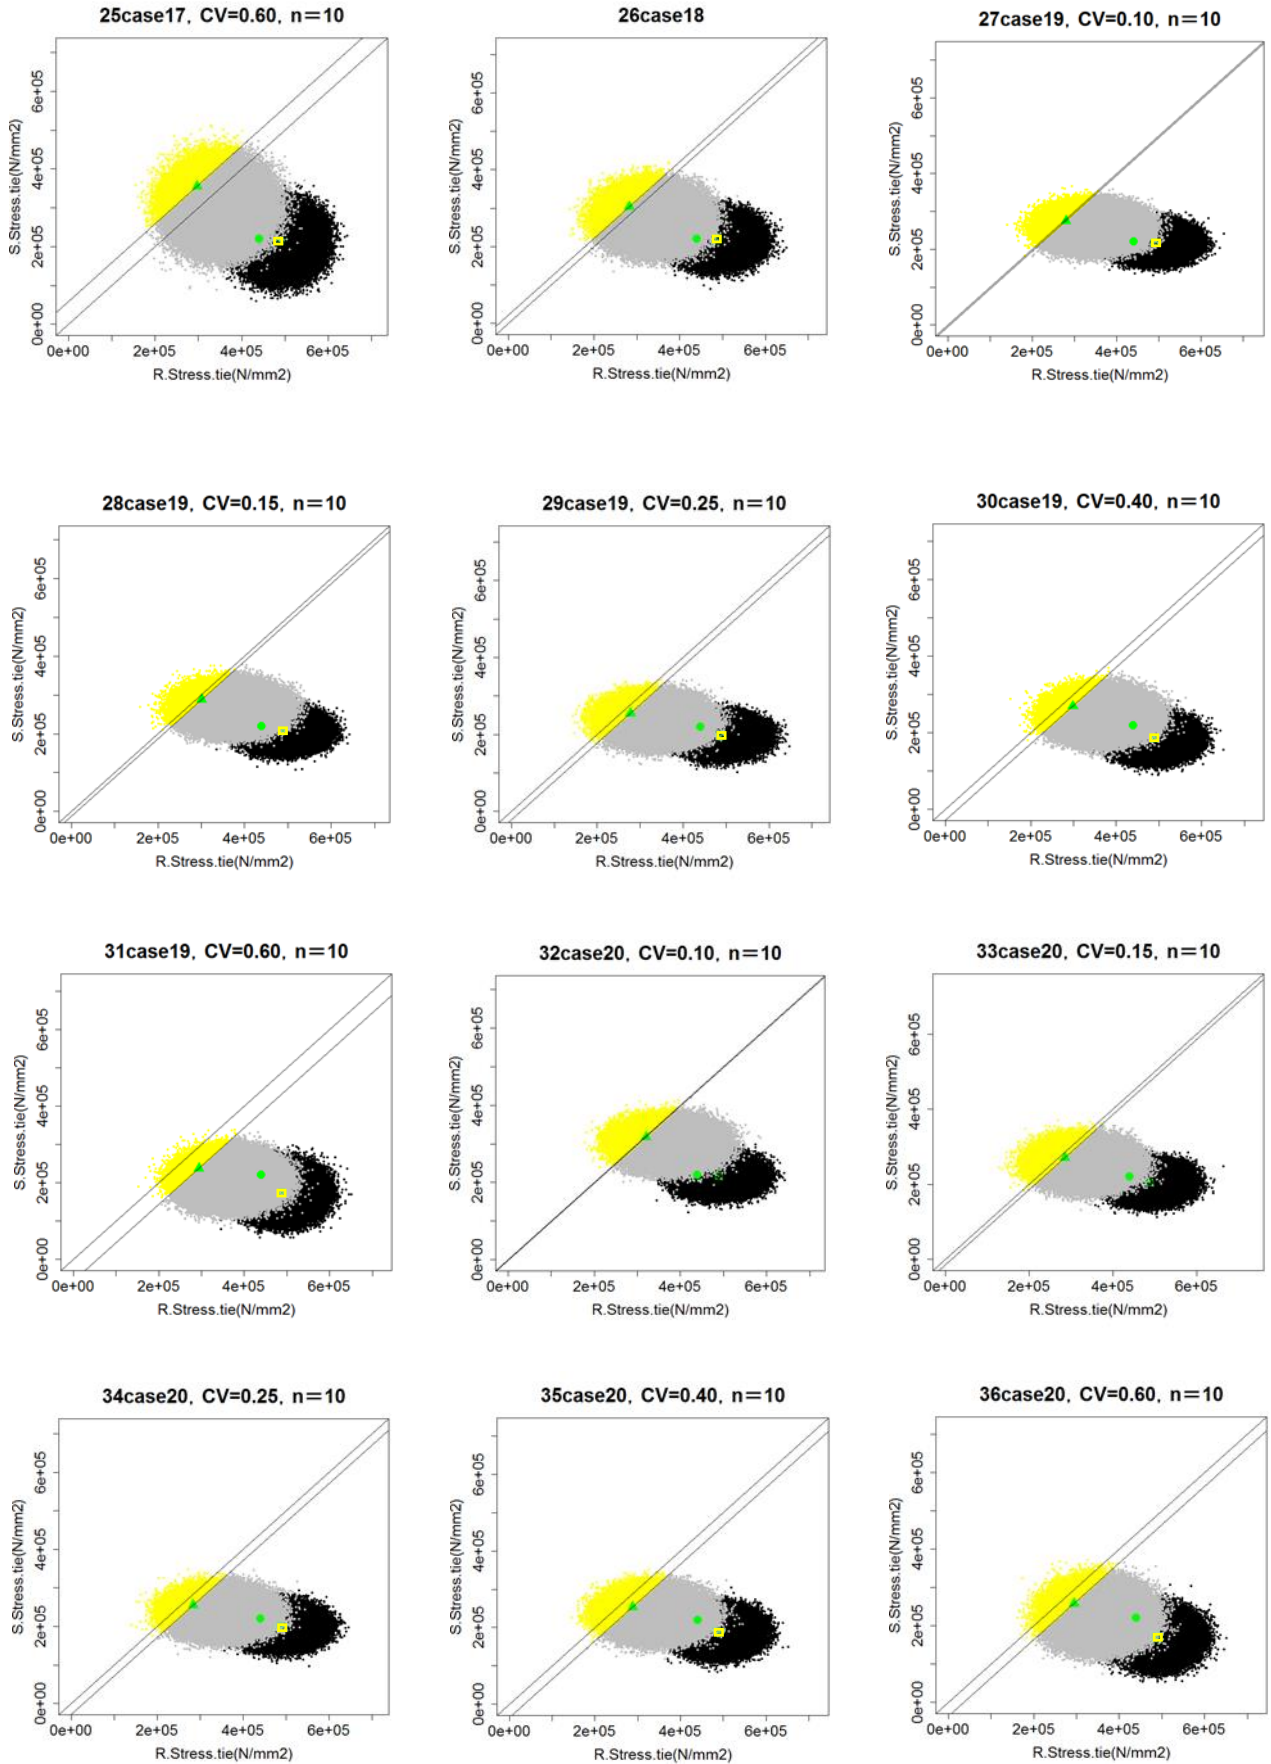 25case17, CV=0.60, n＝10
S.Stress.tie(N/mm2)
0e+00 2e+05 4e+05 6e+05
0e+00 2e+05 4e+05 6e+05
R.Stress.tie(N/mm2)
26case18
S.Stress.tie(N/mm2)
0e+00 2e+05 4e+05 6e+05
0e+00 2e+05 4e+05 6e+05
R.Stress.tie(N/mm2)
27case19, CV=0.10, n＝10
S.Stress.tie(N/mm2)
0e+00 2e+05 4e+05 6e+05
0e+00 2e+05 4e+05 6e+05
R.Stress.tie(N/mm2)
28case19, CV=0.15, n＝10
S.Stress.tie(N/mm2)
0e+00 2e+05 4e+05 6e+05
0e+00 2e+05 4e+05 6e+05
R.Stress.tie(N/mm2)
29case19, CV=0.25, n＝10
S.Stress.tie(N/mm2)
0e+00 2e+05 4e+05 6e+05
0e+00 2e+05 4e+05 6e+05
R.Stress.tie(N/mm2)
30case19, CV=0.40, n＝10
S.Stress.tie(N/mm2)
0e+00 2e+05 4e+05 6e+05
0e+00 2e+05 4e+05 6e+05
R.Stress.tie(N/mm2)
31case19, CV=0.60, n＝10
S.Stress.tie(N/mm2)
0e+00 2e+05 4e+05 6e+05
0e+00 2e+05 4e+05 6e+05
R.Stress.tie(N/mm2)
32case20, CV=0.10, n＝10
S.Stress.tie(N/mm2)
0e+00 2e+05 4e+05 6e+05
0e+00 2e+05 4e+05 6e+05
R.Stress.tie(N/mm2)
33case20, CV=0.15, n＝10
S.Stress.tie(N/mm2)
0e+00 2e+05 4e+05 6e+05
0e+00 2e+05 4e+05 6e+05
R.Stress.tie(N/mm2)
34case20, CV=0.25, n＝10
S.Stress.tie(N/mm2)
0e+00 2e+05 4e+05 6e+05
0e+00 2e+05 4e+05 6e+05
R.Stress.tie(N/mm2)
35case20, CV=0.40, n＝10
S.Stress.tie(N/mm2)
0e+00 2e+05 4e+05 6e+05
0e+00 2e+05 4e+05 6e+05
R.Stress.tie(N/mm2)
36case20, CV=0.60, n＝10
S.Stress.tie(N/mm2)
0e+00 2e+05 4e+05 6e+05
0e+00 2e+05 4e+05 6e+05
R.Stress.tie(N/mm2)